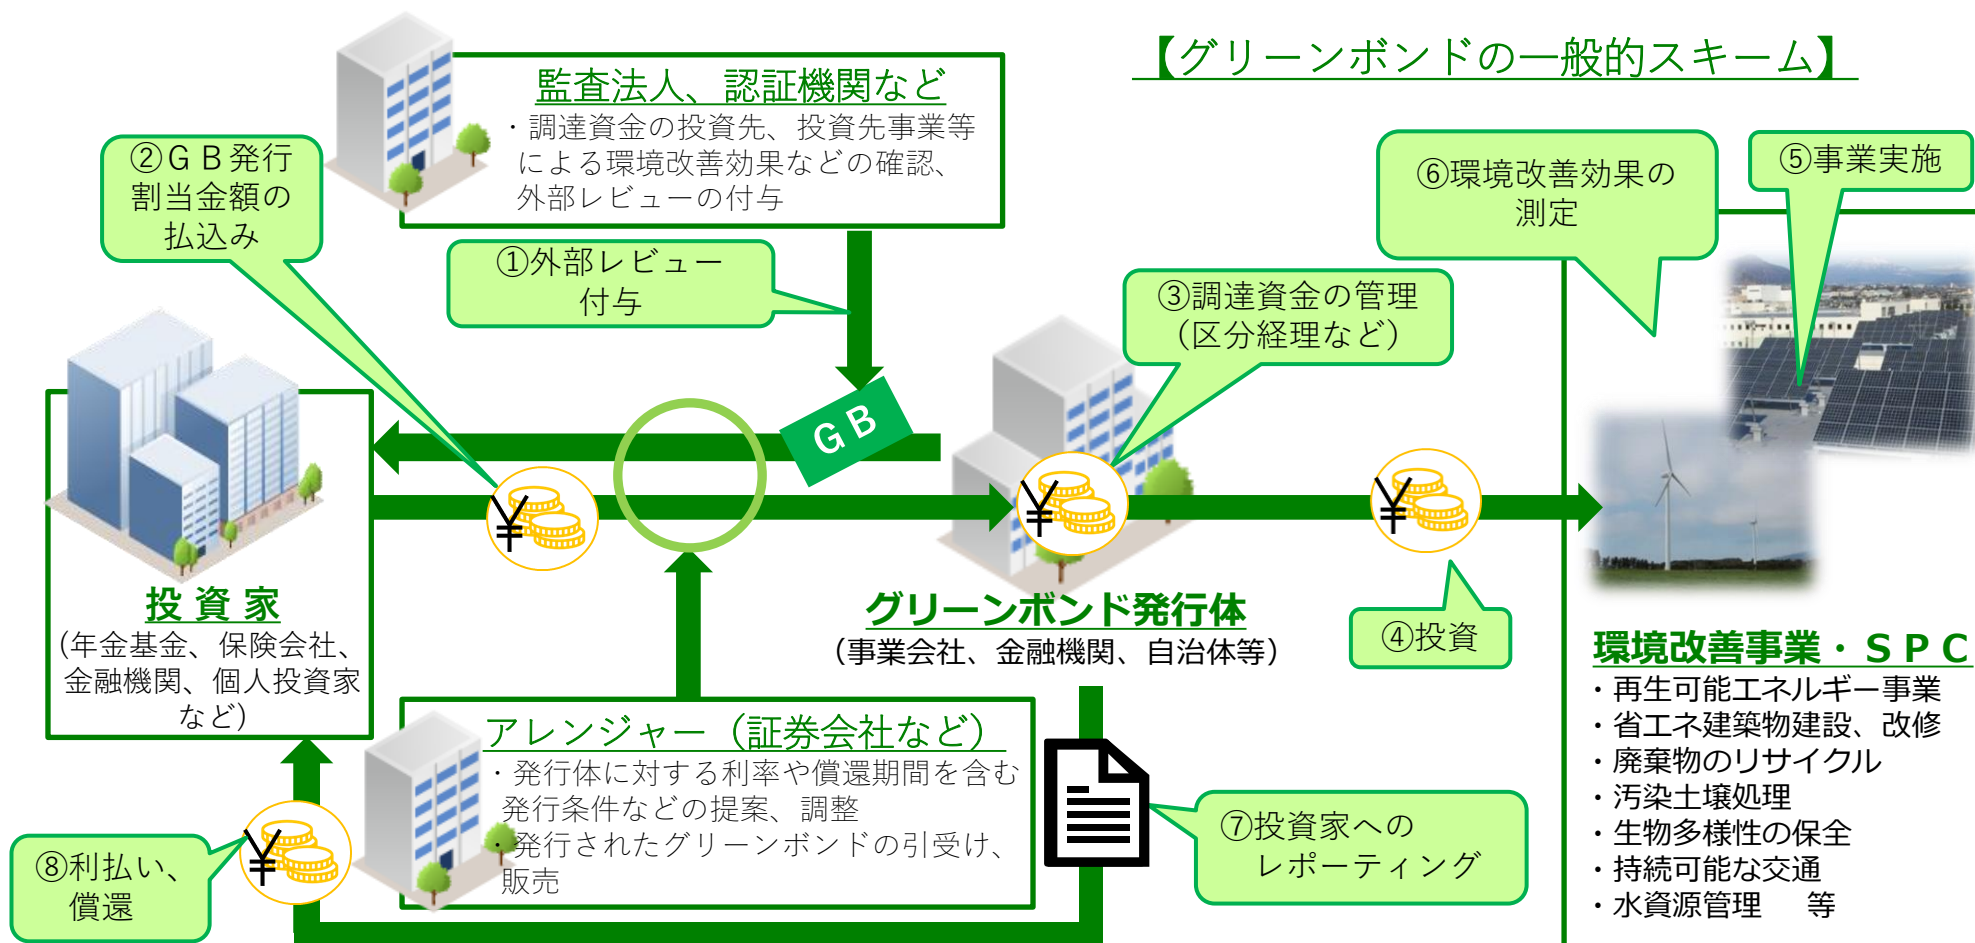 【グリーンボンドの一般的スキーム】
監査法人、認証機関など
・調達資金の投資先、投資先事業等
による環境改善効果などの確認、
外部レビューの付与
②ＧＢ発行
割当金額の
払込み
①外部レビュー
付与
③調達資金の管理
（区分経理など）
⑥環境改善効果の
測定
⑤事業実施
ＧＢ
¥
¥
¥
投資家
（年金基金、保険会社、
金融機関、個人投資家
など）
グリーンボンド発行体
（事業会社、金融機関、自治体等）
④投資
環境改善事業・ＳＰＣ
・再生可能エネルギー事業
・省エネ建築物建設、改修
・廃棄物のリサイクル
・汚染土壌処理
・生物多様性の保全
・持続可能な交通
・水資源管理　等
アレンジャー（証券会社など）
・発行体に対する利率や償還期間を含む
発行条件などの提案、調整
・発行されたグリーンボンドの引受け、
販売
⑦投資家への
レポーティング
¥
⑧利払い、
償還